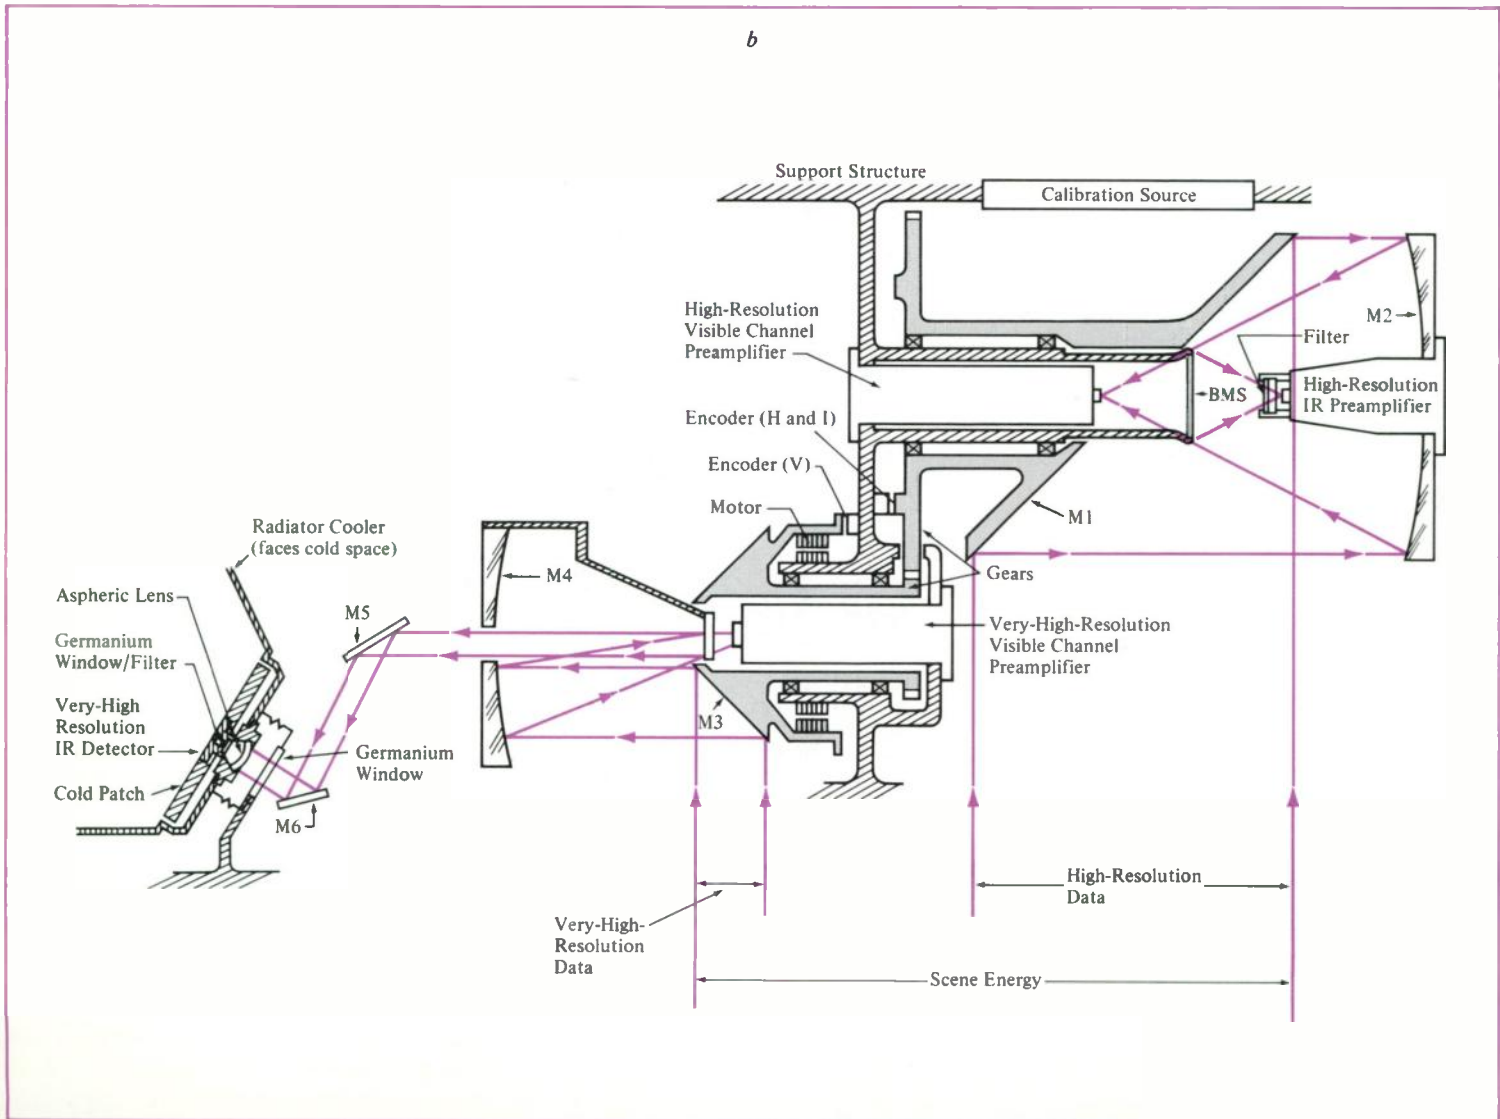 b
Support Structure
Calibration Source
High-Resolution
Visible Channel
Preamplifier
M2
Filter
BMS
High-Resolution
IR Preamplifier
Encoder (H and I)
Encoder (V)
Motor
M1
Radiator Cooler
(faces cold space)
M4
Gears
Aspheric Lens
M5
Germanium
Window/Filter
Very-High-Resolution
Visible Channel
Preamplifier
Very-High
Resolution
IR Detector
M3
Germanium
Window
Cold Patch
M6
High-Resolution
Data
Very-High-
Resolution
Data
Scene Energy